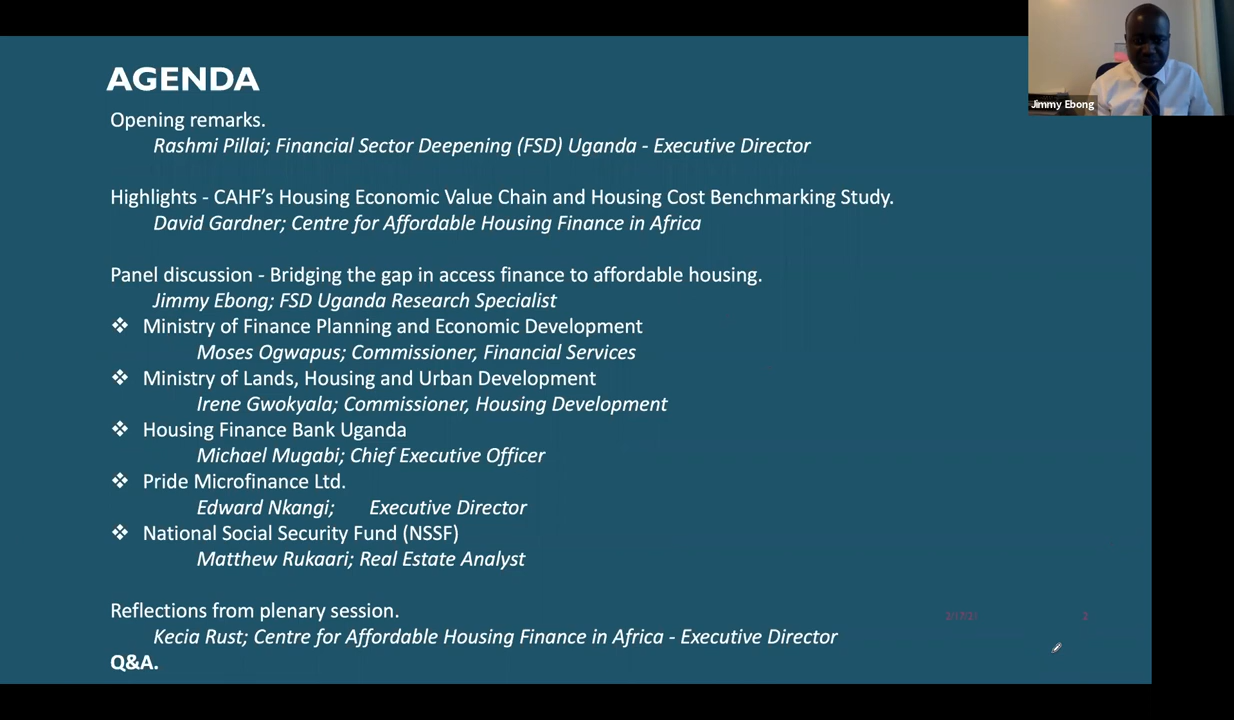 AGENDA
Opening remarks.
Rashmi Pillai; Financial Sector Deepening (FSD) Uganda - Executive Director
Highlights - CAHF’s Housing Economic Value Chain and Housing Cost Benchmarking Study.
David Gardner; Centre for Affordable Housing Finance in Africa
Panel discussion - Bridging the gap in access finance to affordable housing.
Jimmy Ebong; FSD Uganda Research Specialist
❖ Ministry of Finance Planning and Economic Development
Moses Ogwapus; Commissioner, Financial Services
❖ Ministry of Lands, Housing and Urban Development
Irene Gwokyala; Commissioner, Housing Development
❖ Housing Finance Bank Uganda
Michael Mugabi; Chief Executive Officer
❖ Pride Microfinance Ltd.
Edward Nkangi; Executive Director
❖ National Social Security Fund (NSSF)
Matthew Rukaari; Real Estate Analyst
Reflections from plenary session.
Kecia Rust; Centre for Affordable Housing Finance in Africa - Executive Director
Q&A.
2/17/21 2
Jimmy Ebong